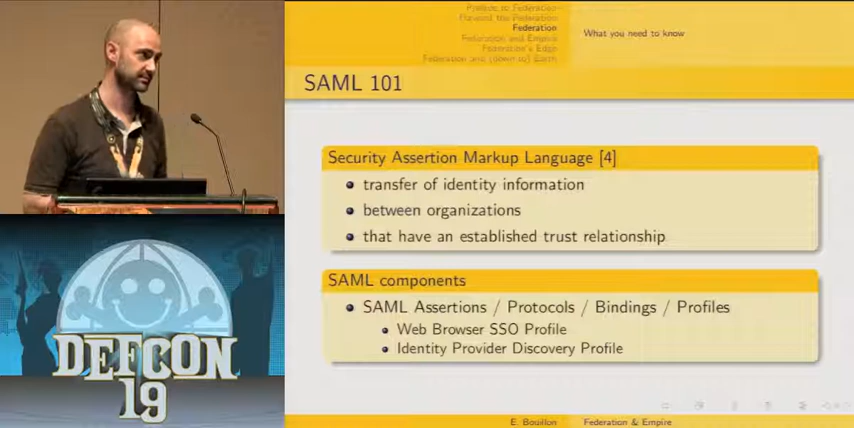 Prelude to Federation
Forward the Federation
Federation
Federation and Empire
Federation's Edge
Federation and (down to) Earth
What you need to know
SAML 101
Security Assertion Markup Language [4]
transfer of identity information
between organizations
that have an established trust relationship
SAML components
SAML Assertions / Protocols / Bindings / Profiles
Web Browser SSO Profile
Identity Provider Discovery Profile
DEFCON
19
E. Bouillon
Federation & Empire